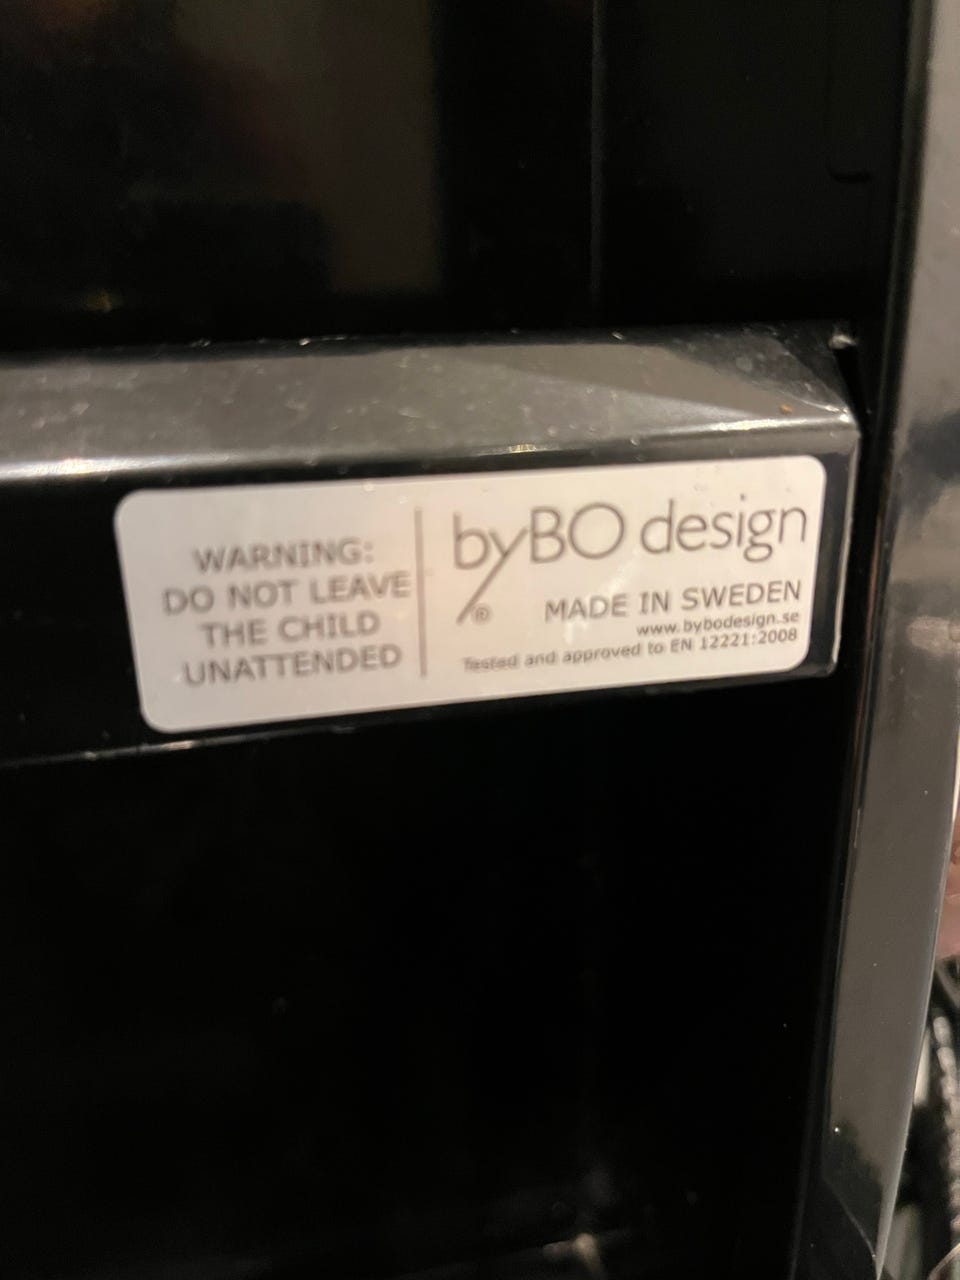 WARNING:
DO NOT LEAVE
THE CHILD
UNATTENDED
byBO design
®
MADE IN SWEDEN
www.bybodesign.se
Tested and approved to EN 12221:2008